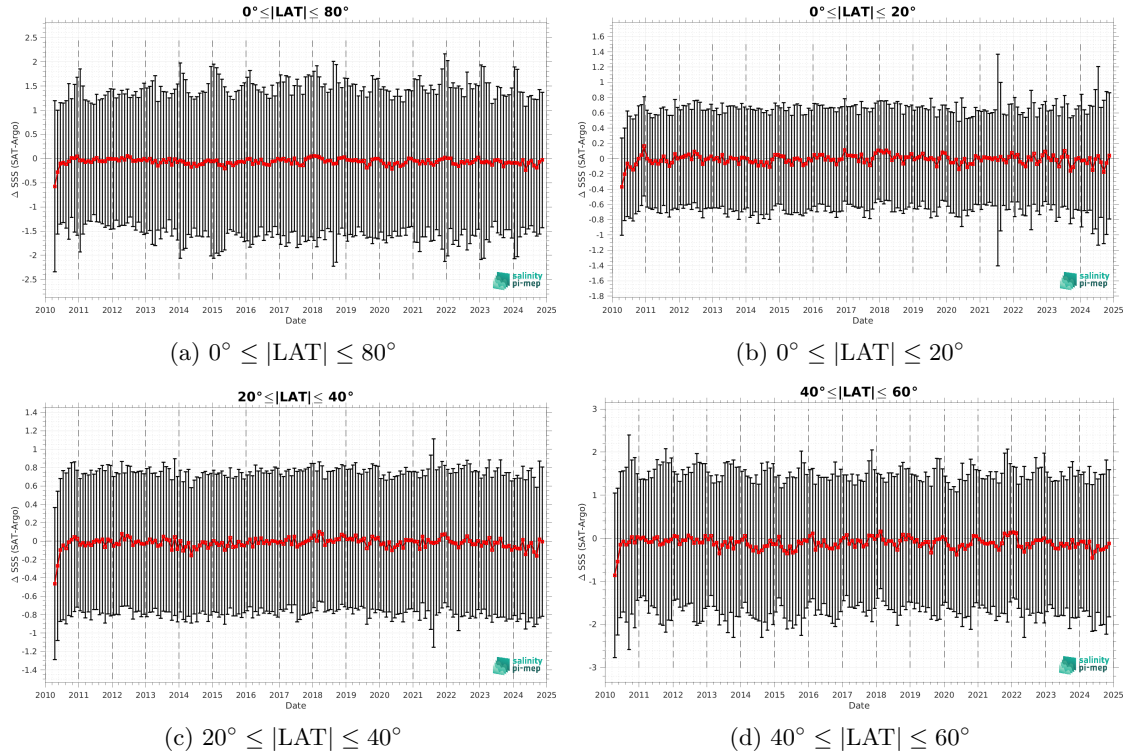 0°≤|LAT|≤ 80°
Δ SSS (SAT-Argo)
2.5
2
1.5
1
0.5
0
-0.5
-1
-1.5
-2
-2.5
2010 2011 2012 2013 2014 2015 2016 2017 2018 2019 2020 2021 2022 2023 2024 2025
Date
salinity
pi-mep
(a) 0° ≤ |LAT| ≤ 80°
0°≤|LAT|≤ 20°
Δ SSS (SAT-Argo)
1.6
1.4
1.2
1
0.8
0.6
0.4
0.2
0
-0.2
-0.4
-0.6
-0.8
-1
-1.2
-1.4
-1.6
-1.8
2010 2011 2012 2013 2014 2015 2016 2017 2018 2019 2020 2021 2022 2023 2024 2025
Date
salinity
pi-mep
(b) 0° ≤ |LAT| ≤ 20°
20°≤|LAT|≤ 40°
Δ SSS (SAT-Argo)
1.4
1.2
1
0.8
0.6
0.4
0.2
0
-0.2
-0.4
-0.6
-0.8
-1
-1.2
-1.4
2010 2011 2012 2013 2014 2015 2016 2017 2018 2019 2020 2021 2022 2023 2024 2025
Date
salinity
pi-mep
(c) 20° ≤ |LAT| ≤ 40°
40°≤|LAT|≤ 60°
Δ SSS (SAT-Argo)
3
2
1
0
-1
-2
-3
2010 2011 2012 2013 2014 2015 2016 2017 2018 2019 2020 2021 2022 2023 2024 2025
Date
salinity
pi-mep
(d) 40° ≤ |LAT| ≤ 60°